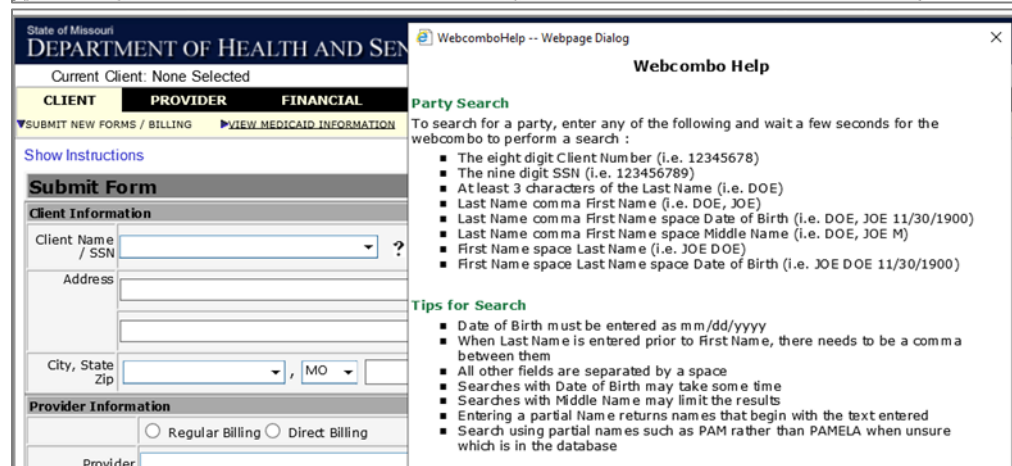 State of Missouri
DEPARTMENT OF HEALTH AND SEN
Current Client: None Selected
CLIENT PROVIDER FINANCIAL
SUBMIT NEW FORMS / BILLING VIEW MEDICAID INFORMATION
Show Instructions
Submit Form
Client Information
Client Name
/ SSN
?
Address
City, State
Zip
, MO
Provider Information
Regular Billing Direct Billing
Provider
WebcomboHelp -- Webpage Dialog
Webcombo Help
Party Search
To search for a party, enter any of the following and wait a few seconds for the
webcombo to perform a search :
The eight digit Client Number (i.e. 12345678)
The nine digit SSN (i.e. 123456789)
At least 3 characters of the Last Name (i.e. DOE)
Last Name comma First Name (i.e. DOE, JOE)
Last Name comma First Name space Date of Birth (i.e. DOE, JOE 11/30/1900)
Last Name comma First Name space Middle Name (i.e. DOE, JOE M)
First Name space Last Name (i.e. JOE DOE)
First Name space Last Name space Date of Birth (i.e. JOE DOE 11/30/1900)
Tips for Search
Date of Birth must be entered as mm/dd/yyyy
When Last Name is entered prior to First Name, there needs to be a comma
between them
All other fields are separated by a space
Searches with Date of Birth may take some time
Searches with Middle Name may limit the results
Entering a partial Name returns names that begin with the text entered
Search using partial names such as PAM rather than PAMELA when unsure
which is in the database